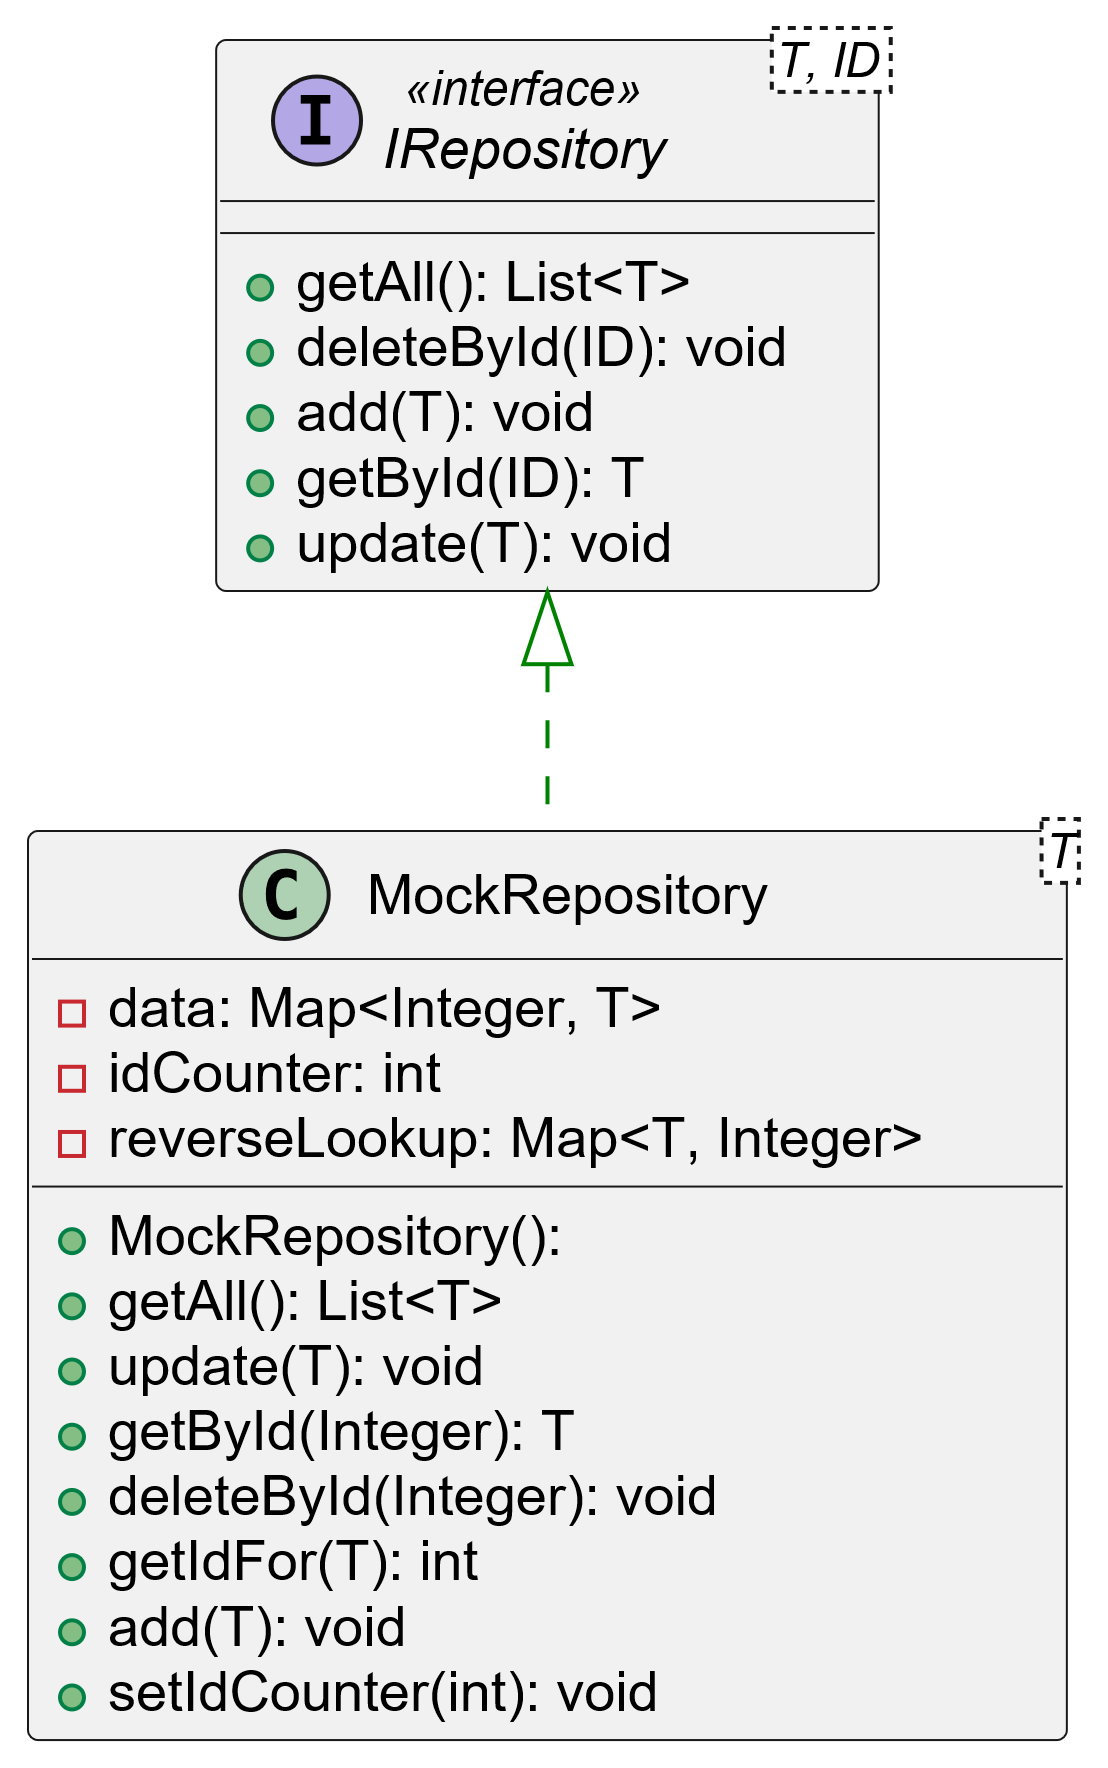 T, ID
I
«interface»
IRepository
getAll(): List<T>
deleteById(ID): void
add(T): void
getById(ID): T
update(T): void
T
C MockRepository
data: Map<Integer, T>
idCounter: int
reverseLookup: Map<T, Integer>
MockRepository():
getAll(): List<T>
update(T): void
getById(Integer): T
deleteById(Integer): void
getIdFor(T): int
add(T): void
setIdCounter(int): void